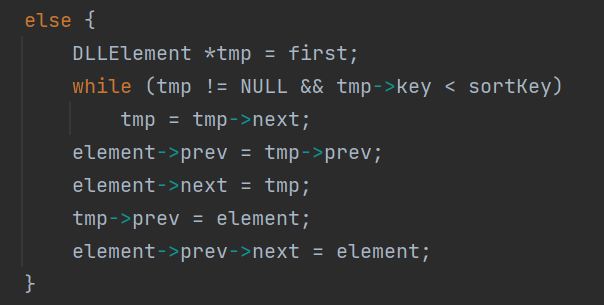 else {
    DLLElement *tmp = first;
    while (tmp != NULL && tmp->key < sortKey)
        tmp = tmp->next;
    element->prev = tmp->prev;
    element->next = tmp;
    tmp->prev = element;
    element->prev->next = element;
}